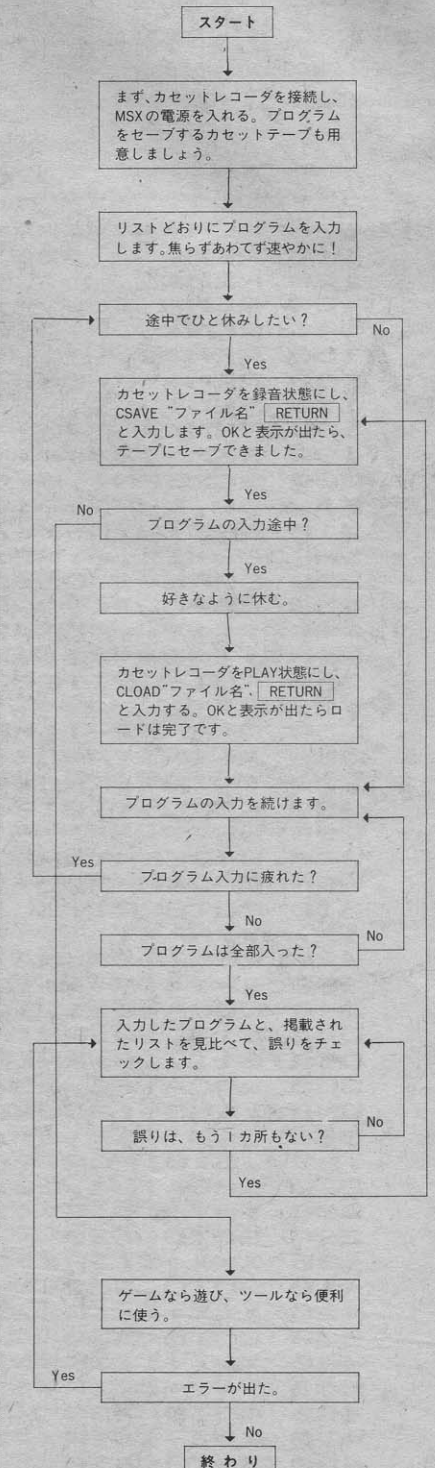 スタート
まず、カセットレコーダを接続し、
MSXの電源を入れる。プログラム
をセーブするカセットテープも用
意しましょう。
リストどおりにプログラムを入力
します。焦らずあわてず速やかに！
途中でひと休みしたい？
No
Yes
カセットレコーダを録音状態にし、
CSAVE "ファイル名" RETURN
と入力します。OKと表示が出たら、
テープにセーブできました。
Yes
No
プログラムの入力途中？
Yes
好きなように休む。
カセットレコーダをPLAY状態にし、
CLOAD"ファイル名". RETURN
と入力する。OKと表示が出たらロ
ードは完了です。
プログラムの入力を続けます。
Yes
プログラム入力に疲れた？
No
プログラムは全部入った？
No
Yes
入力したプログラムと、掲載され
たリストを見比べて、誤りをチェ
ックします。
誤りは、もう1カ所もない？
No
Yes
ゲームなら遊び、ツールなら便利
に使う。
Yes
エラーが出た。
No
終わり